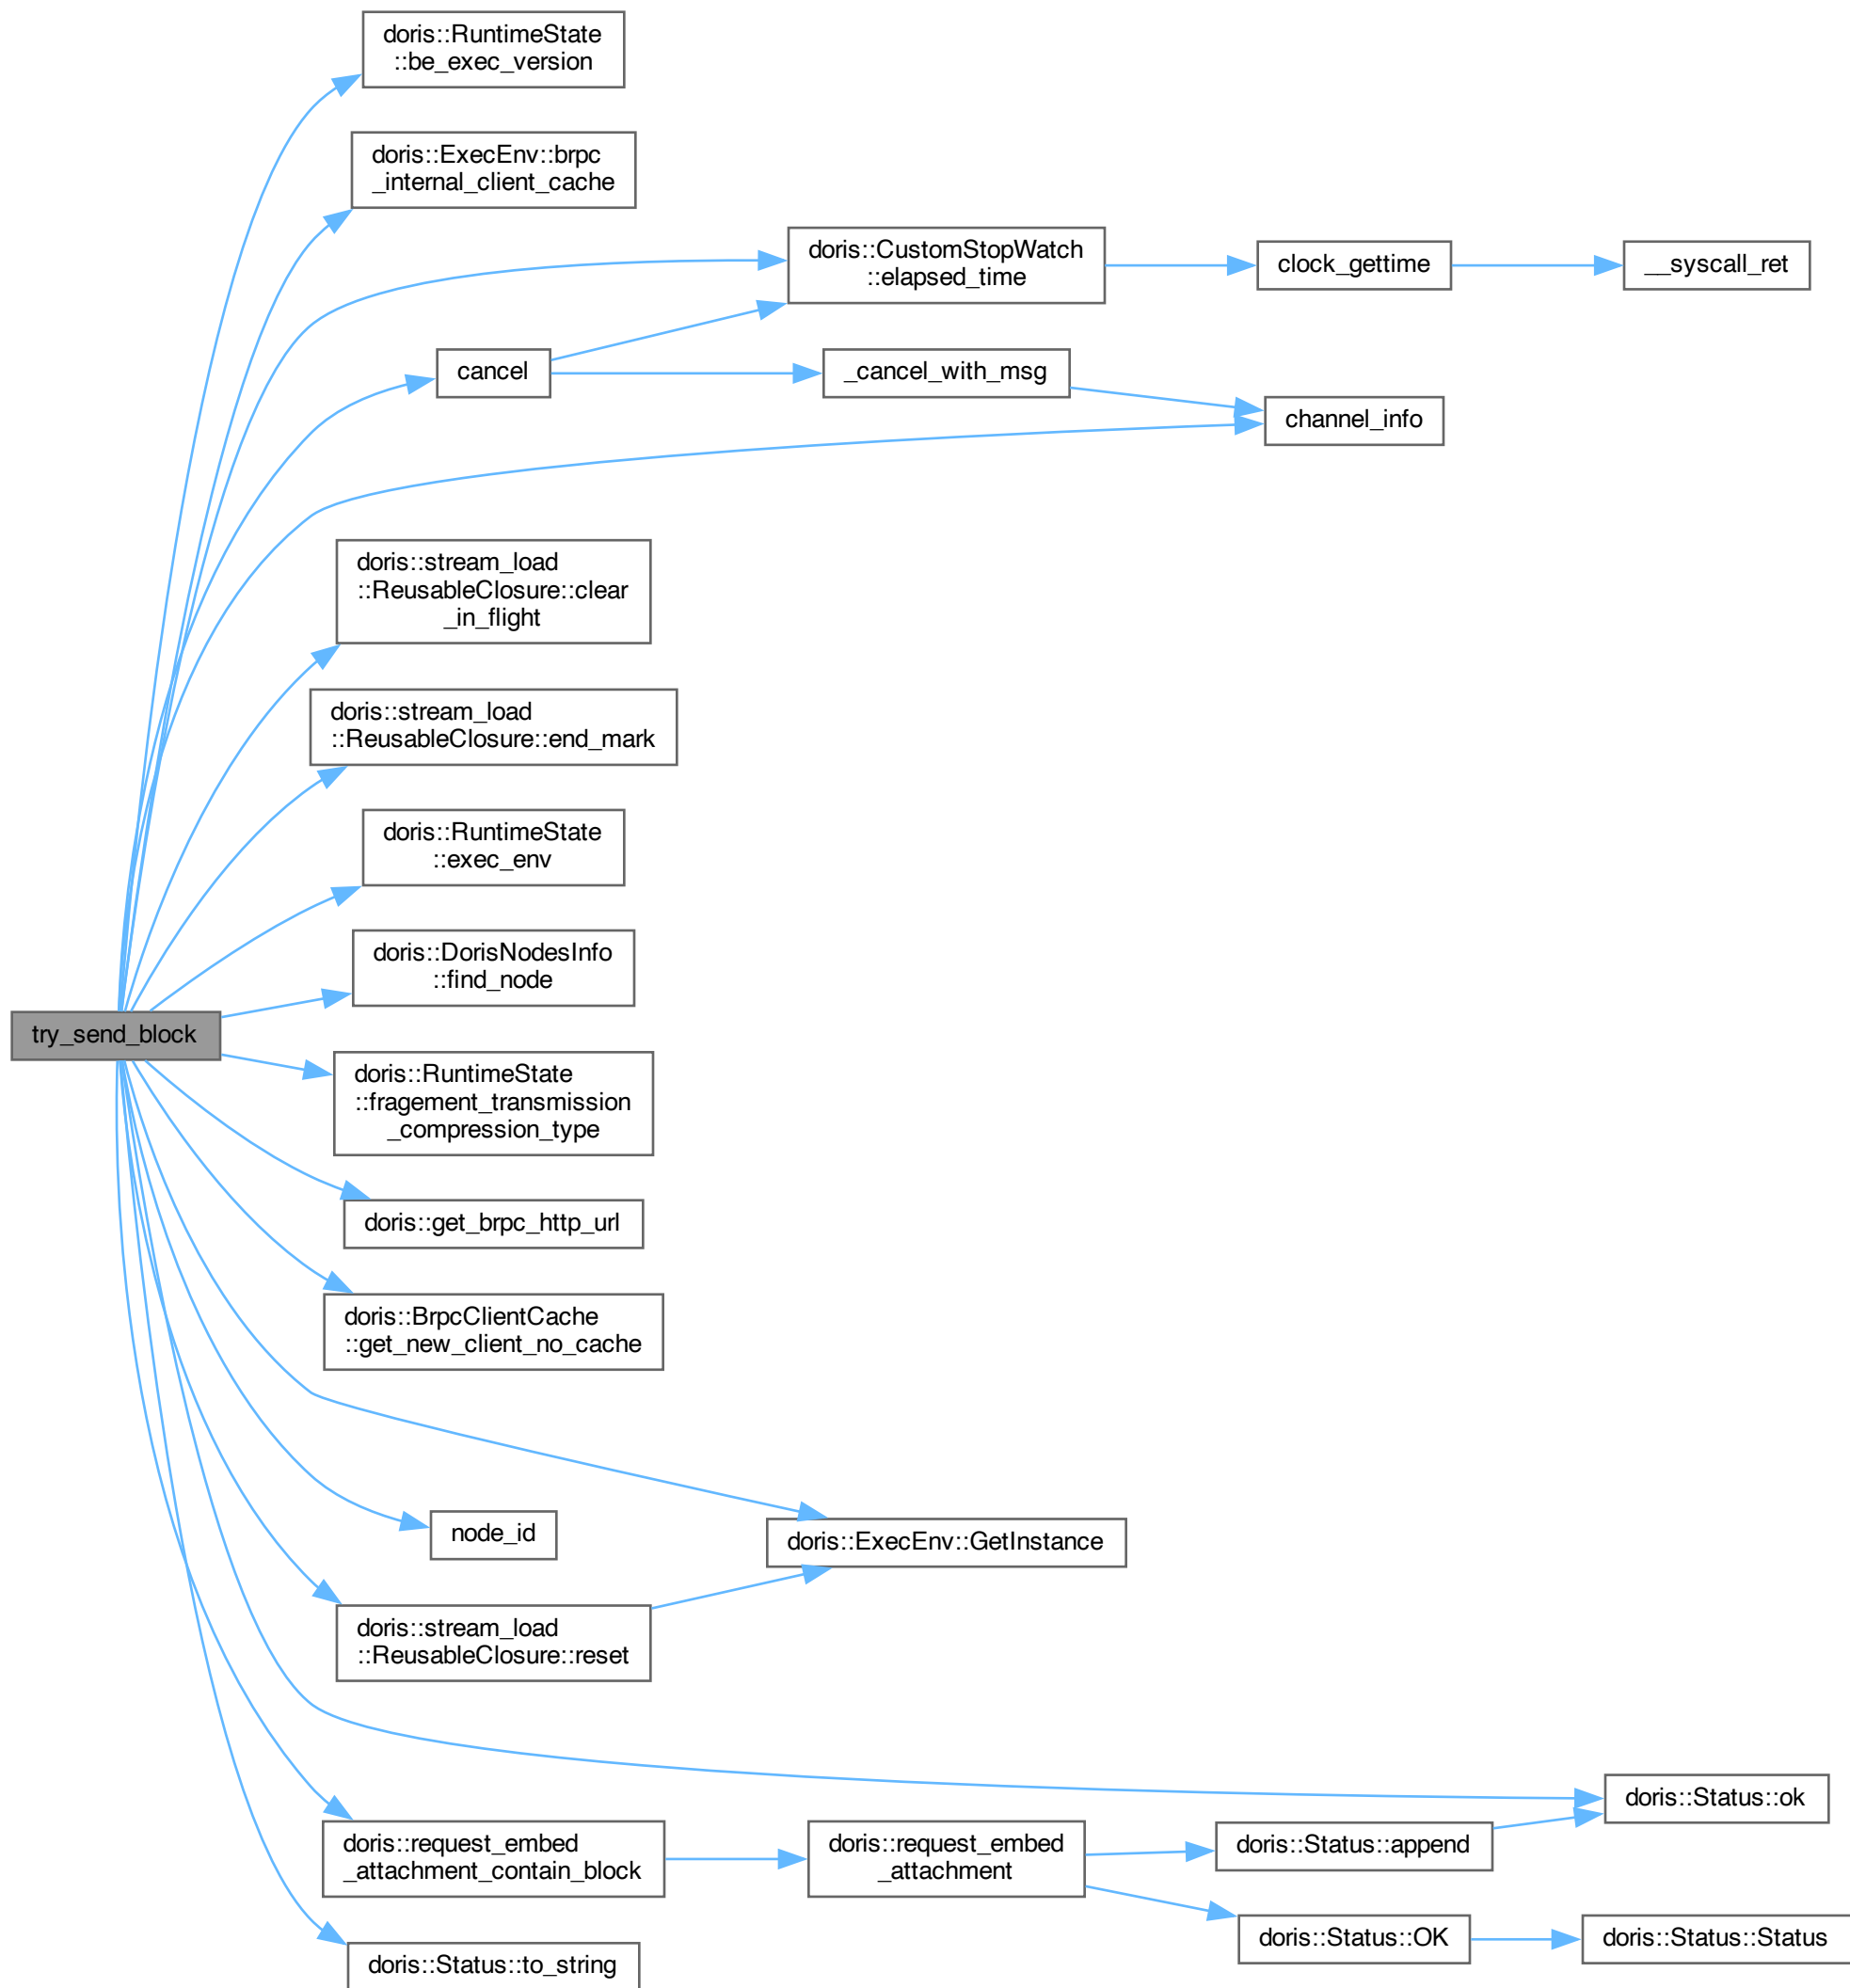 doris::RuntimeState
::be_exec_version
doris::ExecEnv::brpc
_internal_client_cache
doris::CustomStopWatch
::elapsed_time
clock_gettime
__syscall_ret
cancel
_cancel_with_msg
channel_info
doris::stream_load
::ReusableClosure::clear
_in_flight
doris::stream_load
::ReusableClosure::end_mark
doris::RuntimeState
::exec_env
doris::DorisNodesInfo
::find_node
try_send_block
doris::RuntimeState
::fragement_transmission
_compression_type
doris::get_brpc_http_url
doris::BrpcClientCache
::get_new_client_no_cache
node_id
doris::ExecEnv::GetInstance
doris::stream_load
::ReusableClosure::reset
doris::Status::ok
doris::request_embed
_attachment_contain_block
doris::request_embed
_attachment
doris::Status::append
doris::Status::OK
doris::Status::Status
doris::Status::to_string